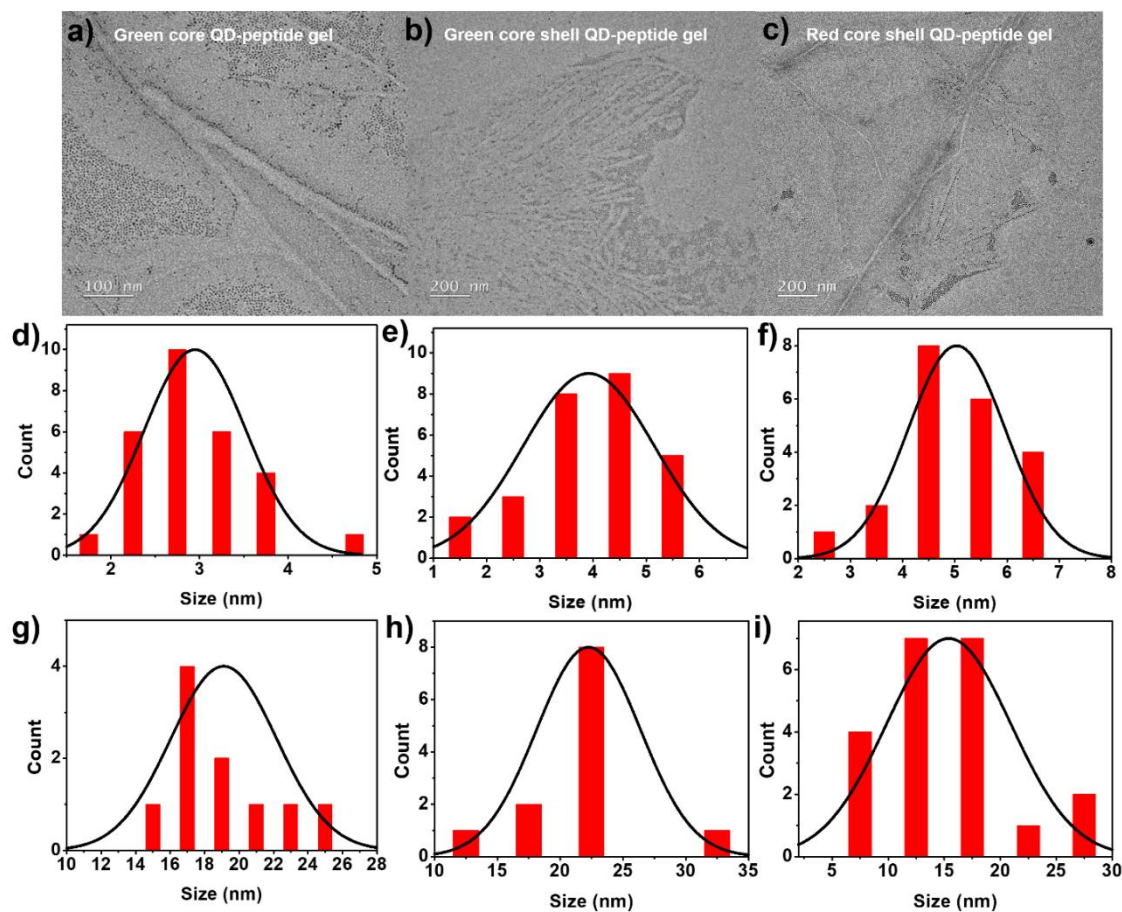 a) Green core QD-peptide gel
b) Green core shell QD-peptide gel
c) Red core shell QD-peptide gel
100 nm
200 nm
200 nm
d)
10
8
6
4
2
0
Count
2 3 4 5
Size (nm)
e)
10
8
6
4
2
0
Count
1 2 3 4 5 6
Size (nm)
f)
8
6
4
2
0
Count
2 3 4 5 6 7 8
Size (nm)
g)
4
2
0
Count
10 12 14 16 18 20 22 24 26 28
Size (nm)
h)
8
6
4
2
0
Count
10 15 20 25 30 35
Size (nm)
i)
6
4
2
0
Count
5 10 15 20 25 30
Size (nm)